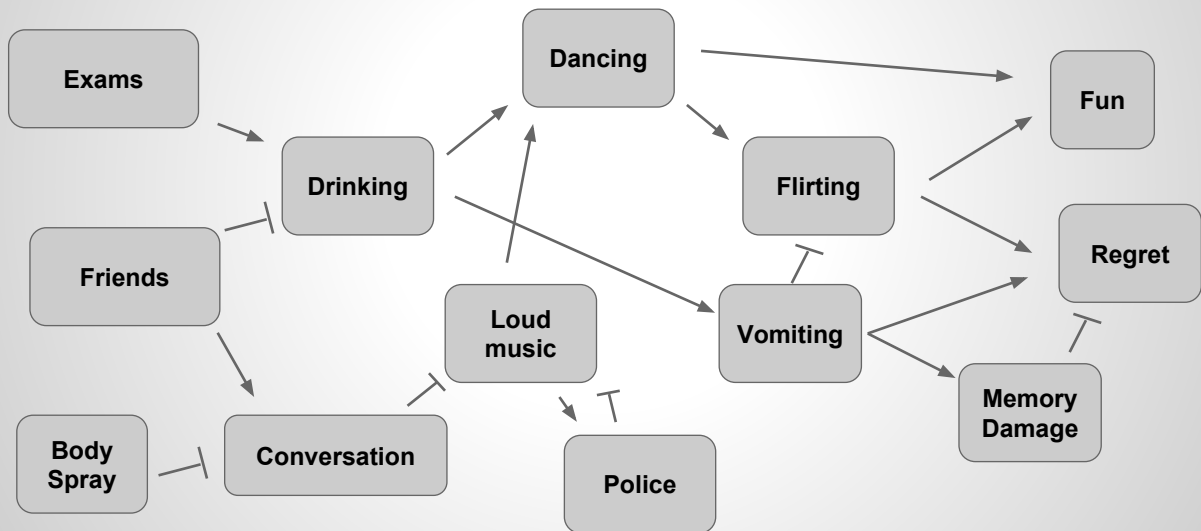 Exams
Dancing
Fun
Drinking
Flirting
Friends
Regret
Loud
music
Vomiting
Memory
Damage
Body
Spray
Conversation
Police